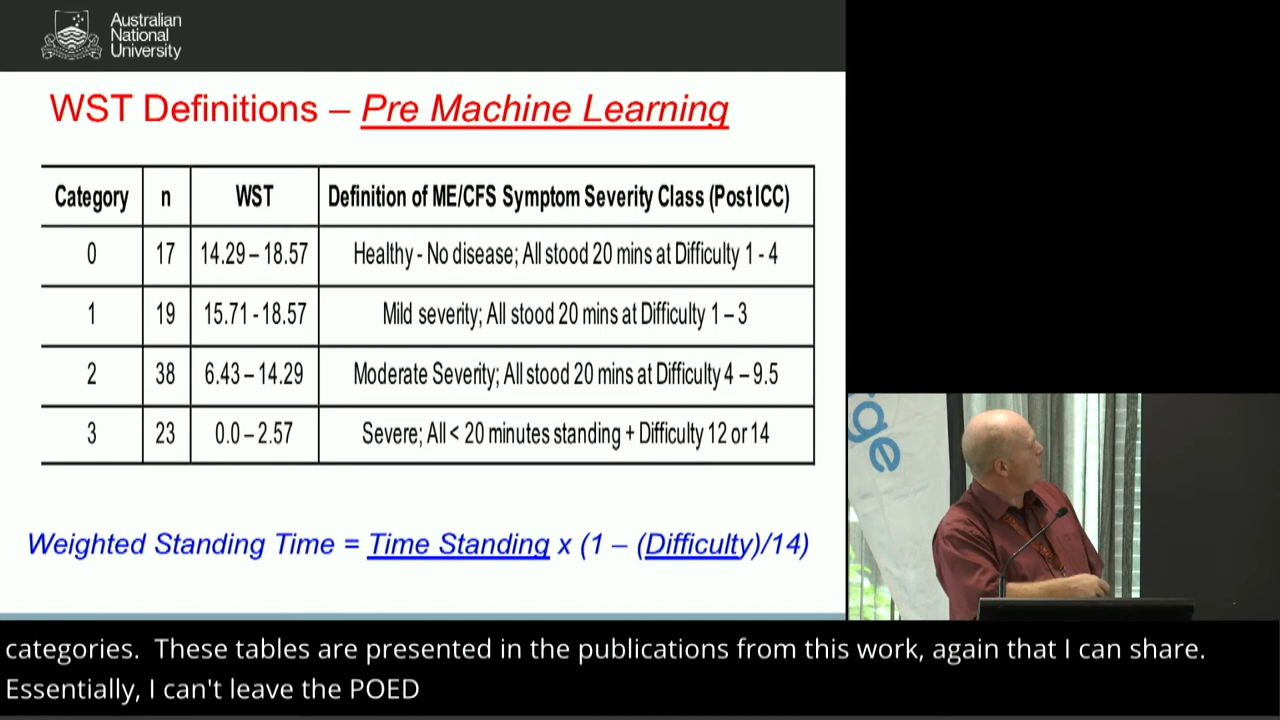 Australian
National
University
WST Definitions – Pre Machine Learning
Category n WST Definition of ME/CFS Symptom Severity Class (Post ICC)
0 17 14.29 – 18.57 Healthy - No disease; All stood 20 mins at Difficulty 1 - 4
1 19 15.71 - 18.57 Mild severity; All stood 20 mins at Difficulty 1 – 3
2 38 6.43 – 14.29 Moderate Severity; All stood 20 mins at Difficulty 4 – 9.5
3 23 0.0 – 2.57 Severe; All < 20 minutes standing + Difficulty 12 or 14
Weighted Standing Time = Time Standing x (1 – (Difficulty)/14)
categories.  These tables are presented in the publications from this work, again that I can share.
Essentially, I can't leave the POED